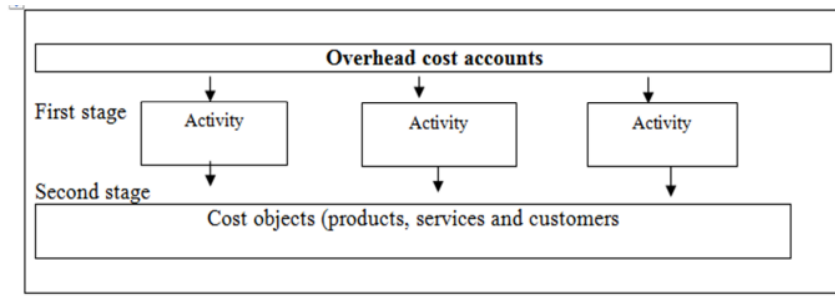 Overhead cost accounts
First stage
Activity Activity Activity
Second stage
Cost objects (products, services and customers